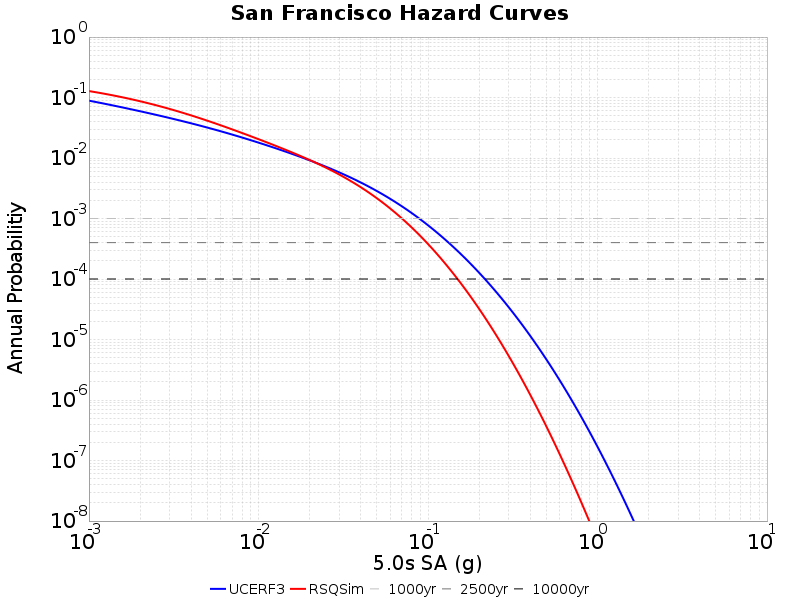 San Francisco Hazard Curves
10^0
10^-1
10^-2
10^-3
10^-4
10^-5
10^-6
10^-7
10^-8
Annual Probabilitiy
10^-3 10^-2 10^-1 10^0 10^1
5.0s SA (g)
UCERF3 RSQSim 1000yr 2500yr 10000yr